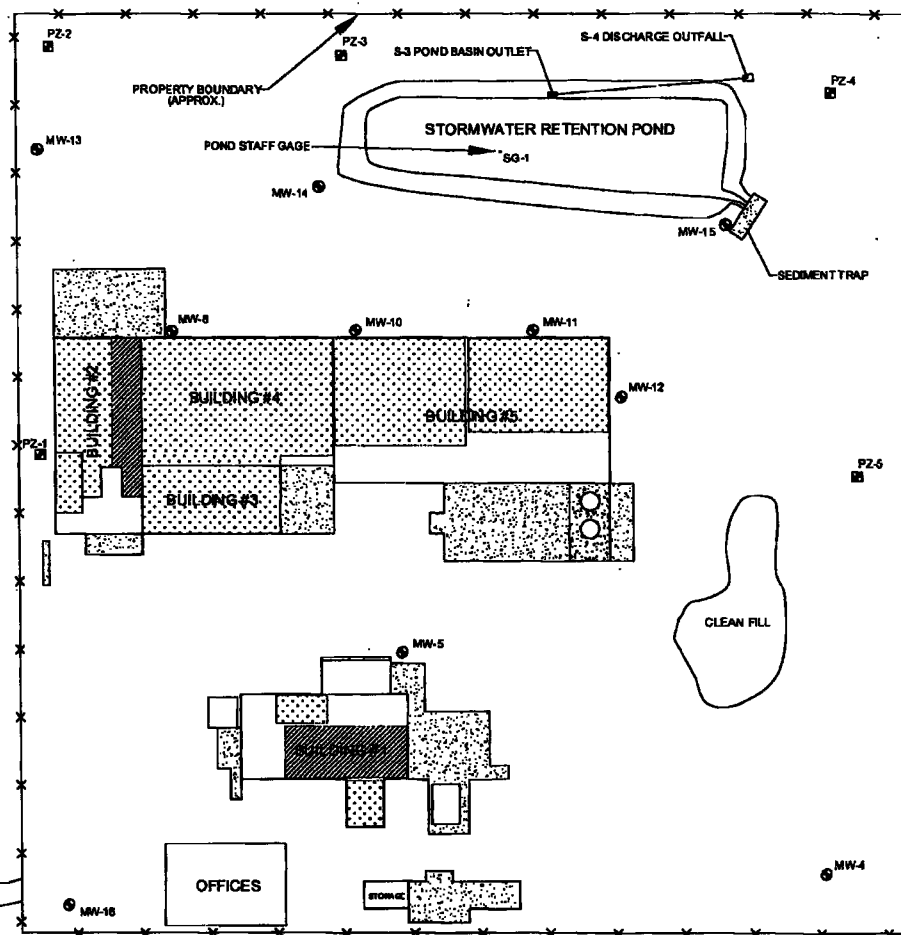 PZ-2
PZ-3
S-4 DISCHARGE OUTFALL
S-3 POND BASIN OUTLET
PROPERTY BOUNDARY
(APPROX.)
PZ-4
STORMWATER RETENTION POND
MW-13
POND STAFF GAGE
SG-1
MW-14
MW-15
SEDIMENT TRAP
MW-8
MW-10
MW-11
MW-12
BUILDING #2
BUILDING #4
BUILDING #5
PZ-1
PZ-5
BUILDING #3
CLEAN FILL
MW-5
BUILDING #1
MW-4
OFFICES
STORAGE
MW-16